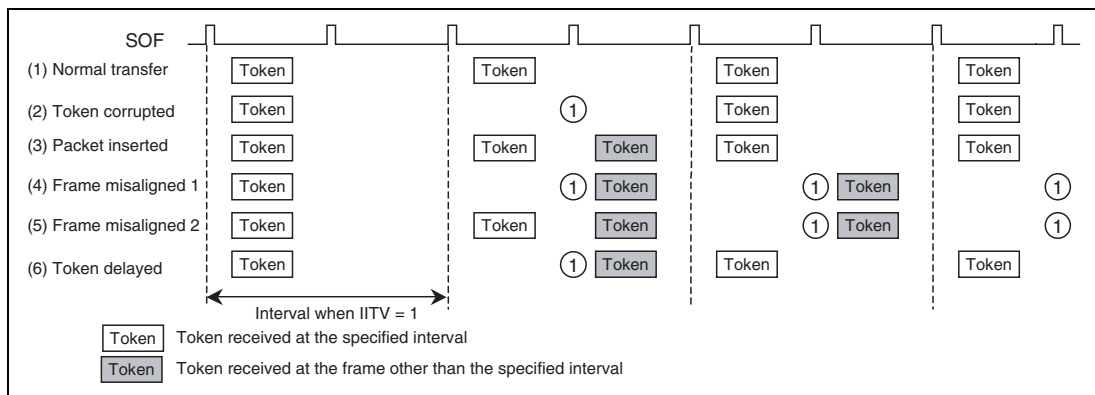 SOF
(1) Normal transfer Token Token Token Token
(2) Token corrupted Token 1 Token Token
(3) Packet inserted Token Token Token Token Token
(4) Frame misaligned 1 Token 1 Token 1 Token 1
(5) Frame misaligned 2 Token Token Token 1 Token 1
(6) Token delayed Token 1 Token Token Token
Interval when IITV = 1
Token Token received at the specified interval
Token Token received at the frame other than the specified interval